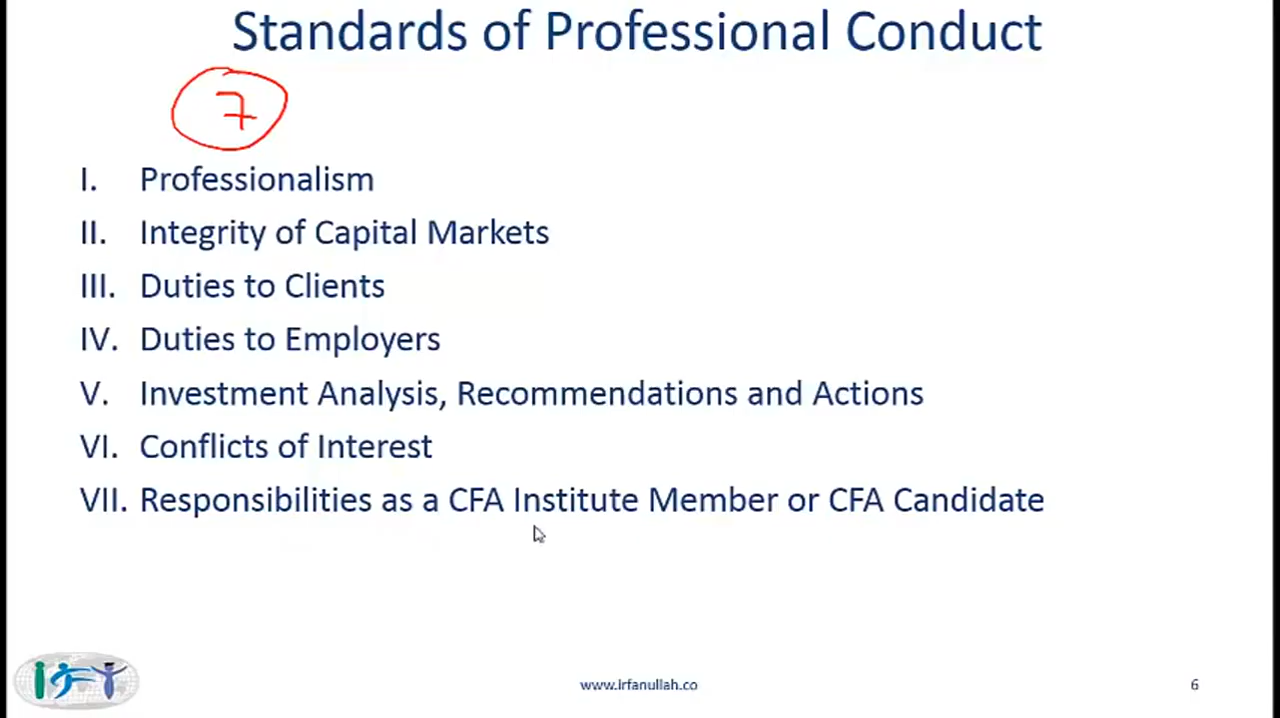 Standards of Professional Conduct
7
I. Professionalism
II. Integrity of Capital Markets
III. Duties to Clients
IV. Duties to Employers
V. Investment Analysis, Recommendations and Actions
VI. Conflicts of Interest
VII. Responsibilities as a CFA Institute Member or CFA Candidate
IFT
www.irfanullah.co
6